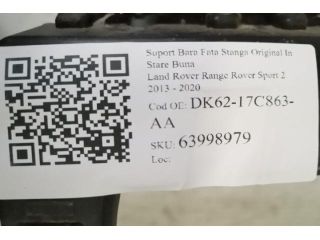 Suport Bara Fata Stanga Original In
Stare Buna
Land Rover Range Rover Sport 2
2013 - 2020
Cod OE: DK62-17C863-
AA
SKU: 63998979
Loc: